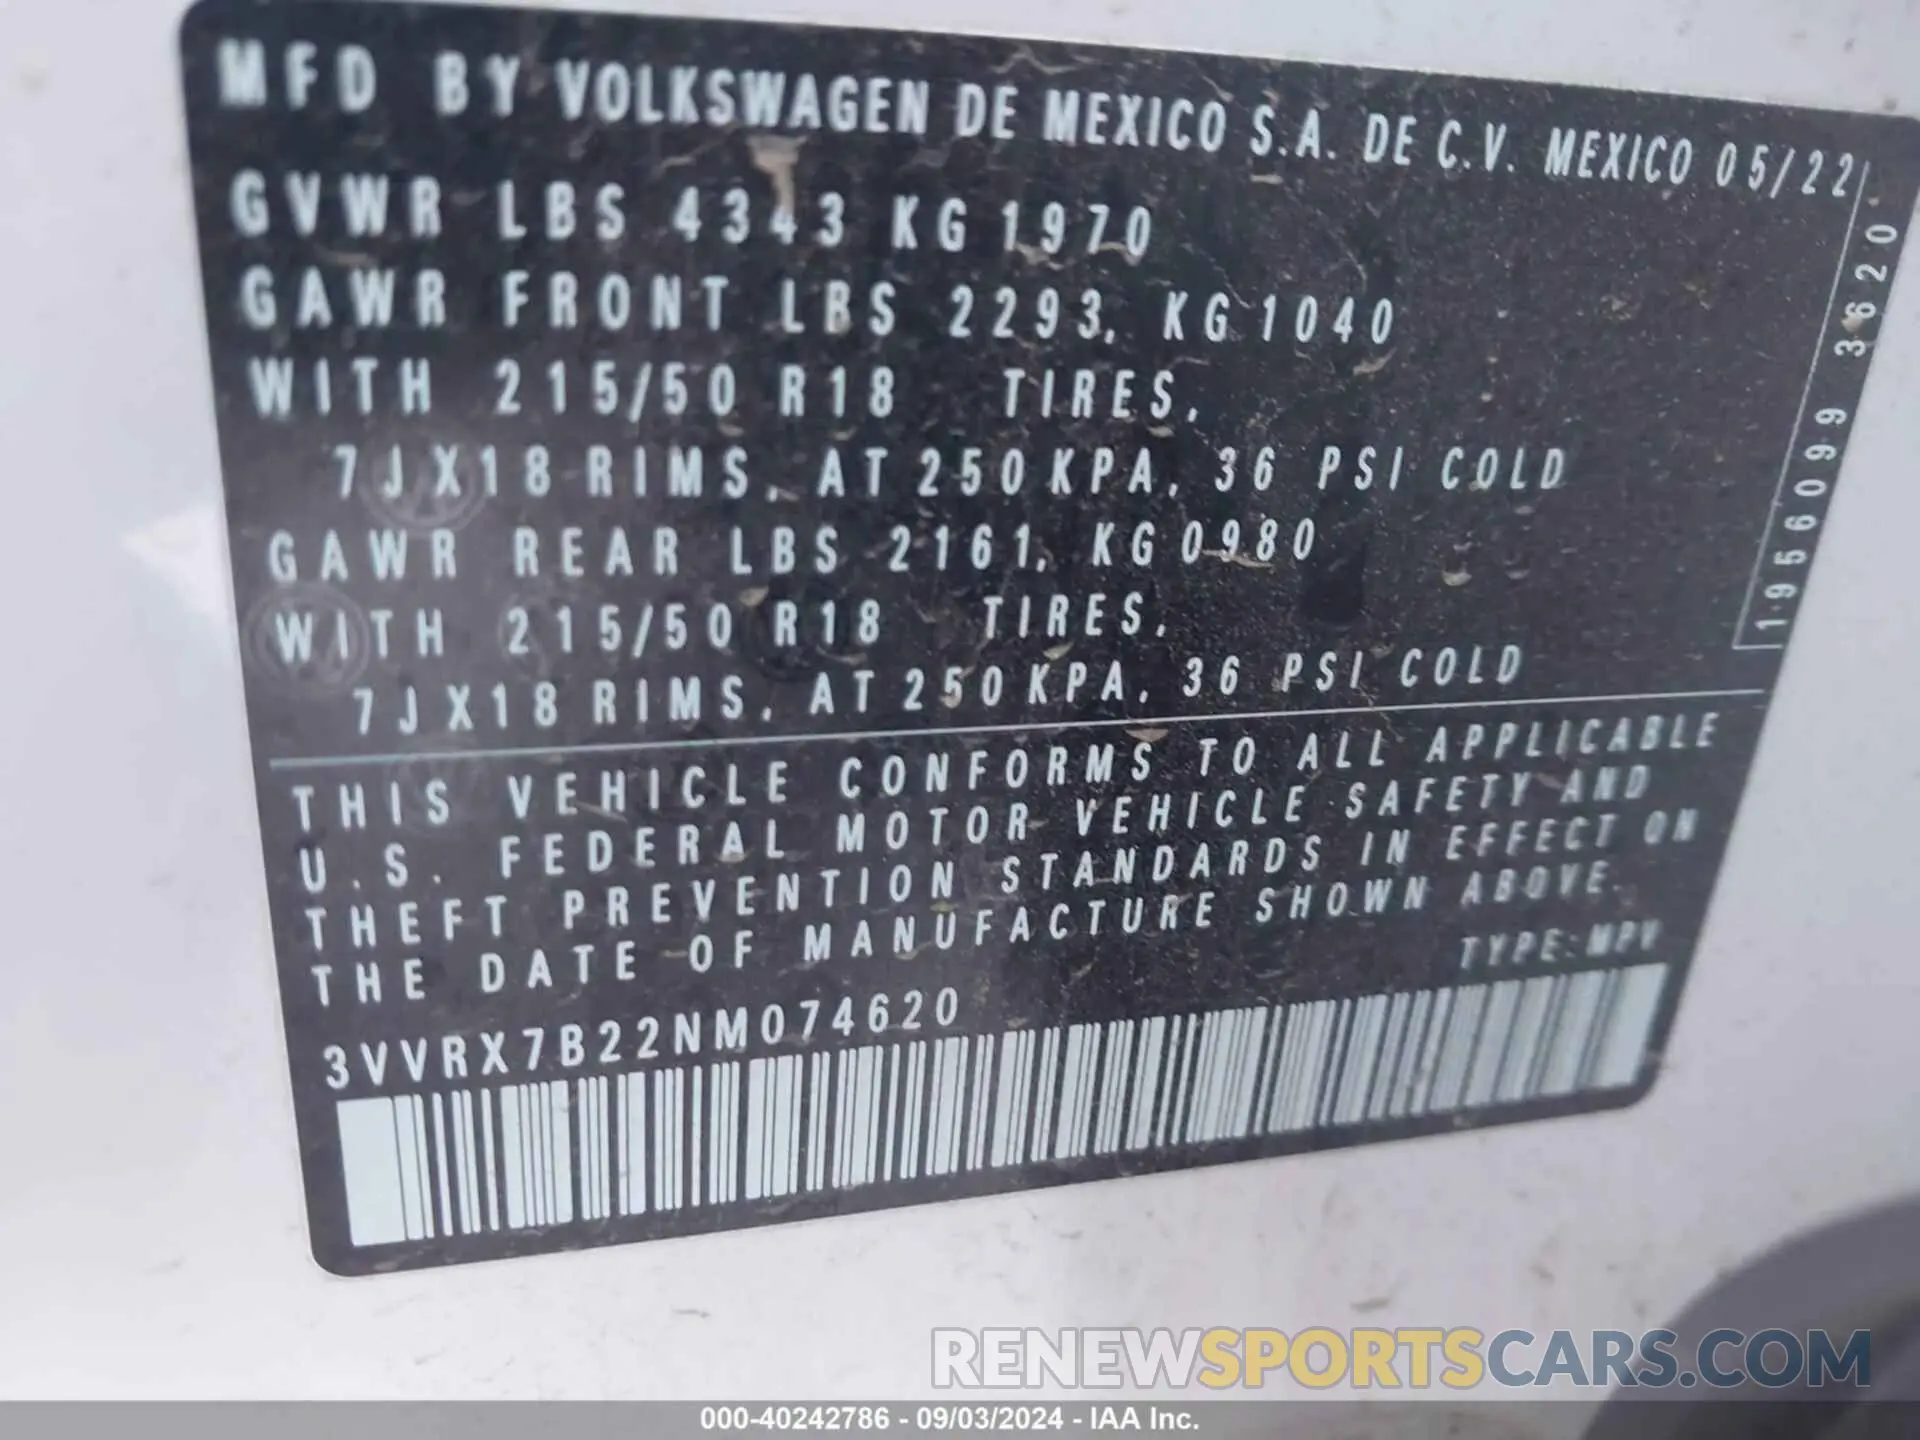 MFD BY VOLKSWAGEN DE MEXICO S.A. DE C.V. MEXICO 05/22
GVWR LBS 4343 KG 1970
GAWR FRONT LBS 2293, KG 1040
WITH 215/50 R18 TIRES,
7JX18 RIMS, AT 250 KPA, 36 PSI COLD
GAWR REAR LBS 2161, KG 0980
WITH 215/50 R18 TIRES,
7JX18 RIMS, AT 250 KPA, 36 PSI COLD
1956099 3620
THIS VEHICLE CONFORMS TO ALL APPLICABLE
U.S. FEDERAL MOTOR VEHICLE SAFETY AND
THEFT PREVENTION STANDARDS IN EFFECT ON
THE DATE OF MANUFACTURE SHOWN ABOVE.
TYPE: MPV
3VVRX7B22NM074620
RENEWSPORTSCARS.COM
000-40242786 - 09/03/2024 - IAA Inc.